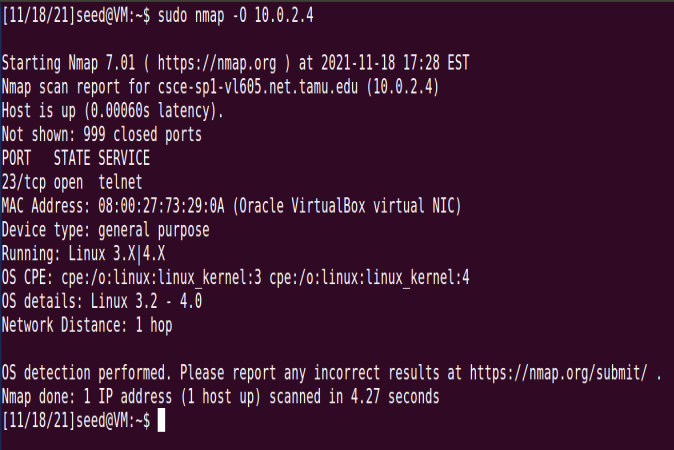 [11/18/21]seed@VM:~$ sudo nmap -O 10.0.2.4
Starting Nmap 7.01 ( https://nmap.org ) at 2021-11-18 17:28 EST
Nmap scan report for csce-sp1-vl605.net.tamu.edu (10.0.2.4)
Host is up (0.00060s latency).
Not shown: 999 closed ports
PORT   STATE SERVICE
23/tcp open  telnet
MAC Address: 08:00:27:73:29:0A (Oracle VirtualBox virtual NIC)
Device type: general purpose
Running: Linux 3.X|4.X
OS CPE: cpe:/o:linux:linux_kernel:3 cpe:/o:linux:linux_kernel:4
OS details: Linux 3.2 - 4.0
Network Distance: 1 hop
OS detection performed. Please report any incorrect results at https://nmap.org/submit/ .
Nmap done: 1 IP address (1 host up) scanned in 4.27 seconds
[11/18/21]seed@VM:~$